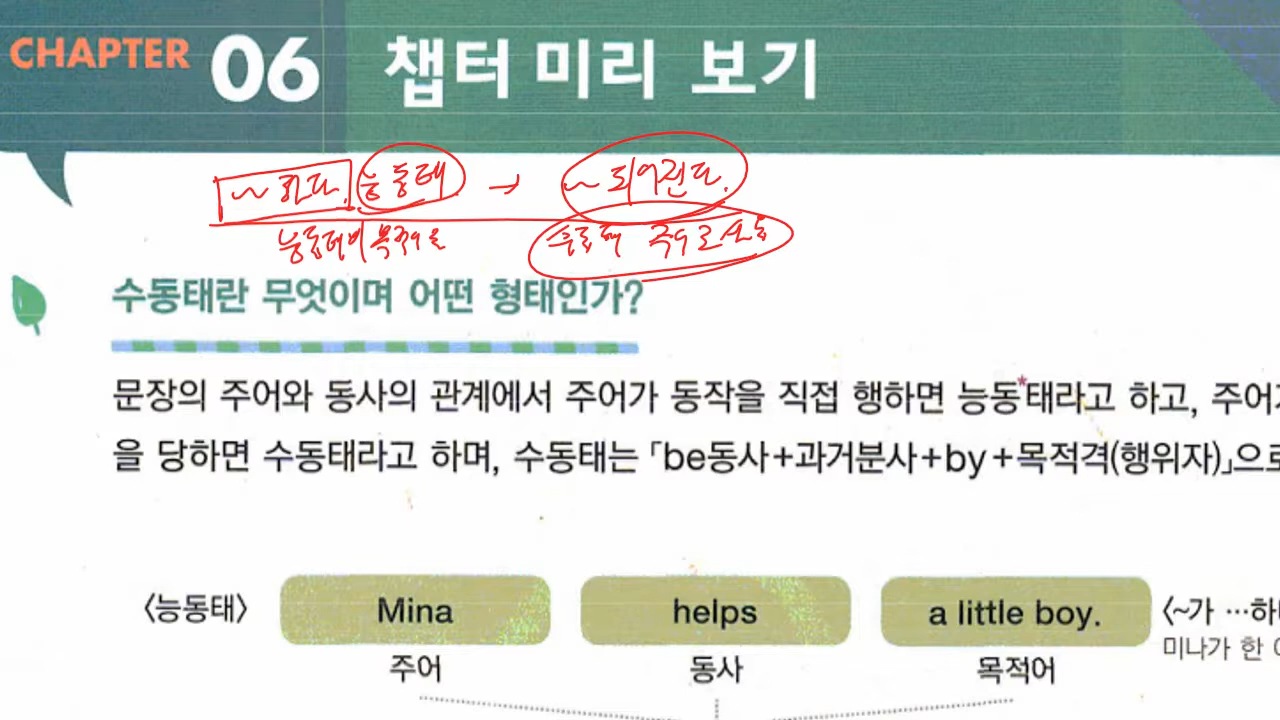 CHAPTER 06 챕터 미리 보기
~ 한다. 능동태 → ~ 되어진다.
능동태의 목적어를 수동태 주어로 사용
수동태란 무엇이며 어떤 형태인가?
문장의 주어와 동사의 관계에서 주어가 동작을 직접 행하면 능동*태라고 하고, 주어가
을 당하면 수동태라고 하며, 수동태는 「be동사+과거분사+by+목적격(행위자)」으로
〈능동태〉 Mina helps a little boy. 〈~가 …하
미나가 한
주어 동사 목적어